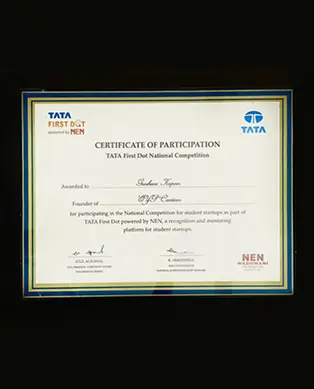 TATA
FIRST DOT
powered by NEN
TATA
CERTIFICATE OF PARTICIPATION
TATA First Dot National Competition
Awarded to
Founder of
for participating in the National Competition for student startups as part of
TATA First Dot powered by NEN, a recognition and mentoring
platform for student startups.
NEN
WADHWANI